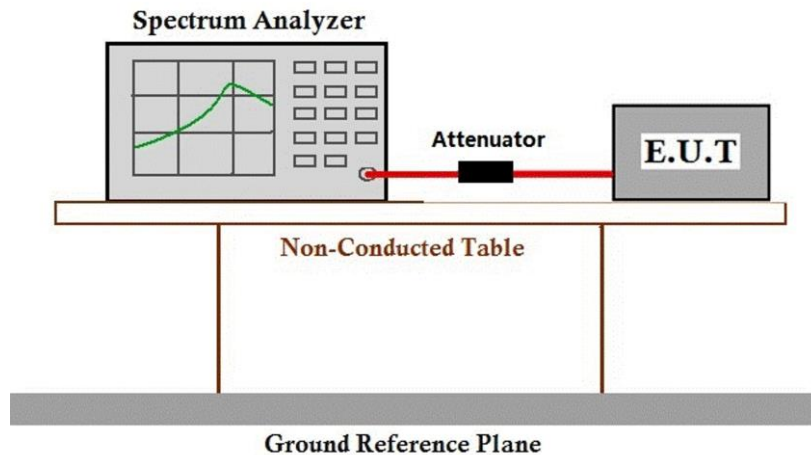 Spectrum Analyzer
Attenuator
E.U.T
Non-Conducted Table
Ground Reference Plane